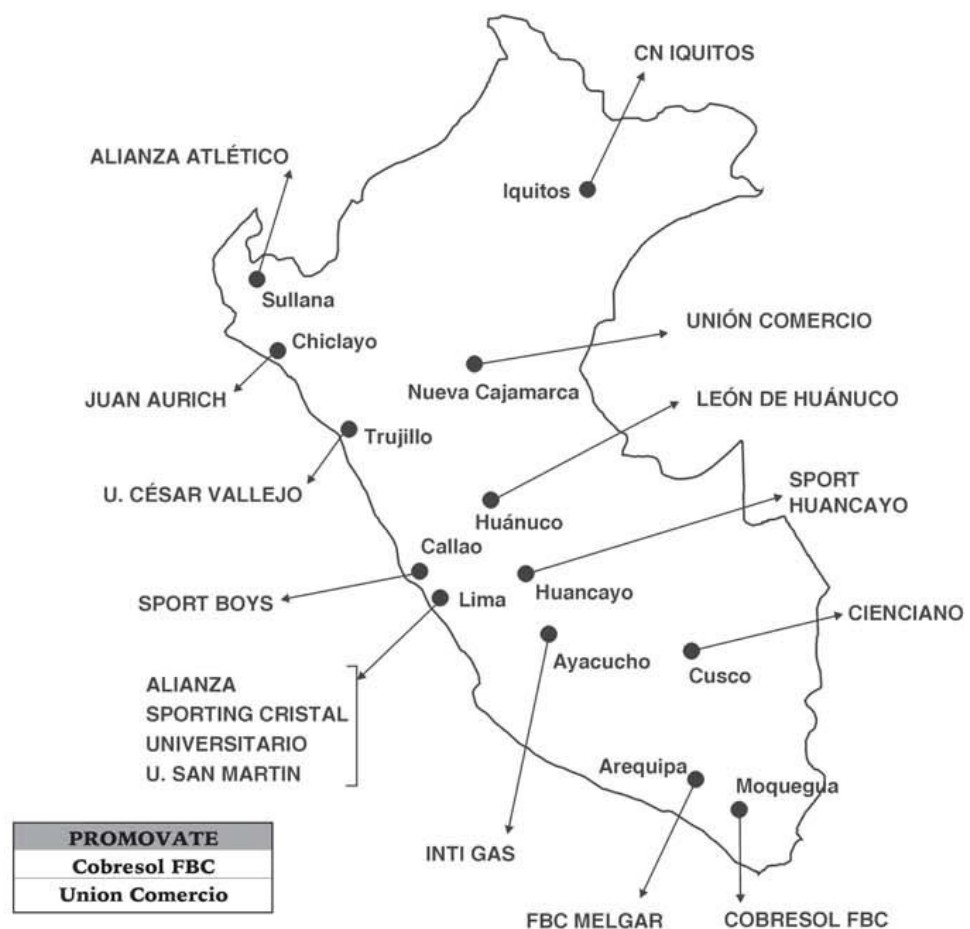 CN IQUITOS
ALIANZA ATLÉTICO
Iquitos
Sullana
UNIÓN COMERCIO
Chiclayo
Nueva Cajamarca
JUAN AURICH
LEÓN DE HUÁNUCO
Trujillo
SPORT
HUANCAYO
U. CÉSAR VALLEJO
Huánuco
Callao
Huancayo
SPORT BOYS
Lima
CIENCIANO
Ayacucho
Cusco
ALIANZA
SPORTING CRISTAL
UNIVERSITARIO
U. SAN MARTIN
Arequipa
Moquegua
PROMOVATE
Cobresol FBC
Union Comercio
INTI GAS
FBC MELGAR
COBRESOL FBC